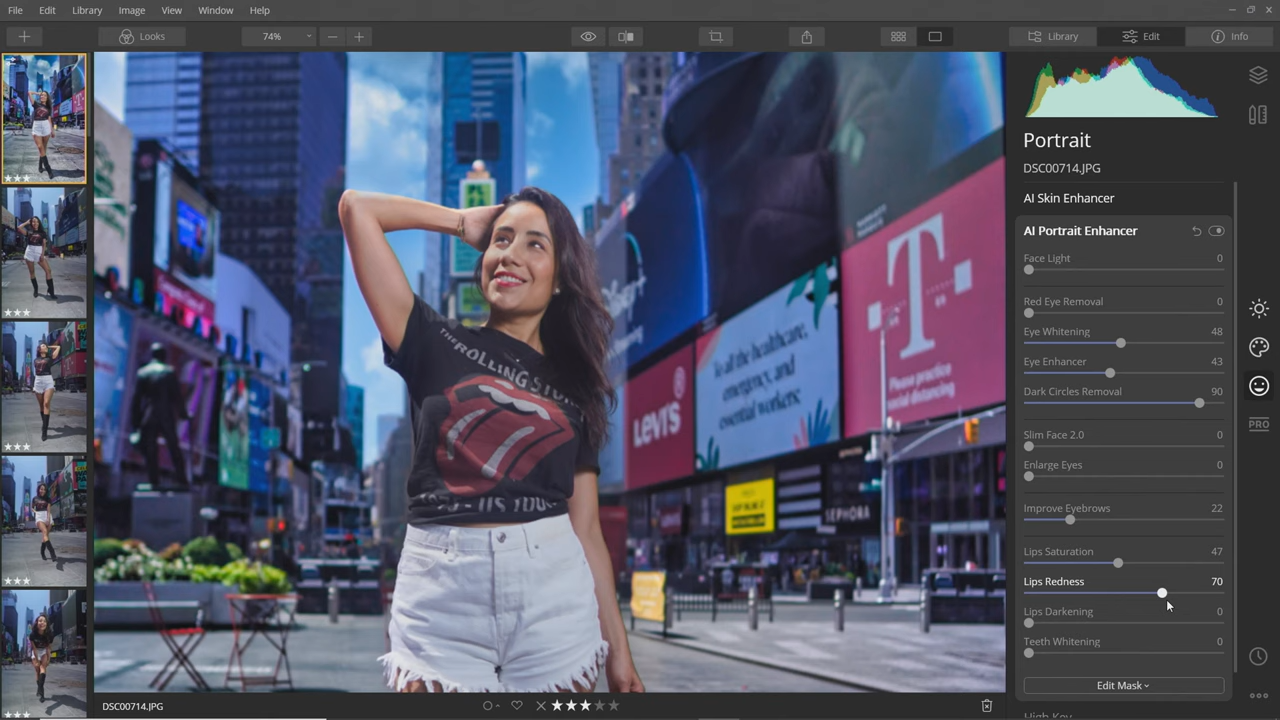 File Edit Library Image View Window Help
Looks 74% Library Edit Info
Portrait
DSC00714.JPG
AI Skin Enhancer
AI Portrait Enhancer
Face Light 0
Red Eye Removal 0
Eye Whitening 48
Eye Enhancer 43
Dark Circles Removal 90
Slim Face 2.0 0
Enlarge Eyes 0
Improve Eyebrows 22
Lips Saturation 47
Lips Redness 70
Lips Darkening 0
Teeth Whitening 0
Edit Mask
High Key
PRO
THE ROLLING
T
Please practice
social distancing
To all the healthcare,
emergency, and
essential workers:
LEVI'S
SEPHORA
DSC00714.JPG